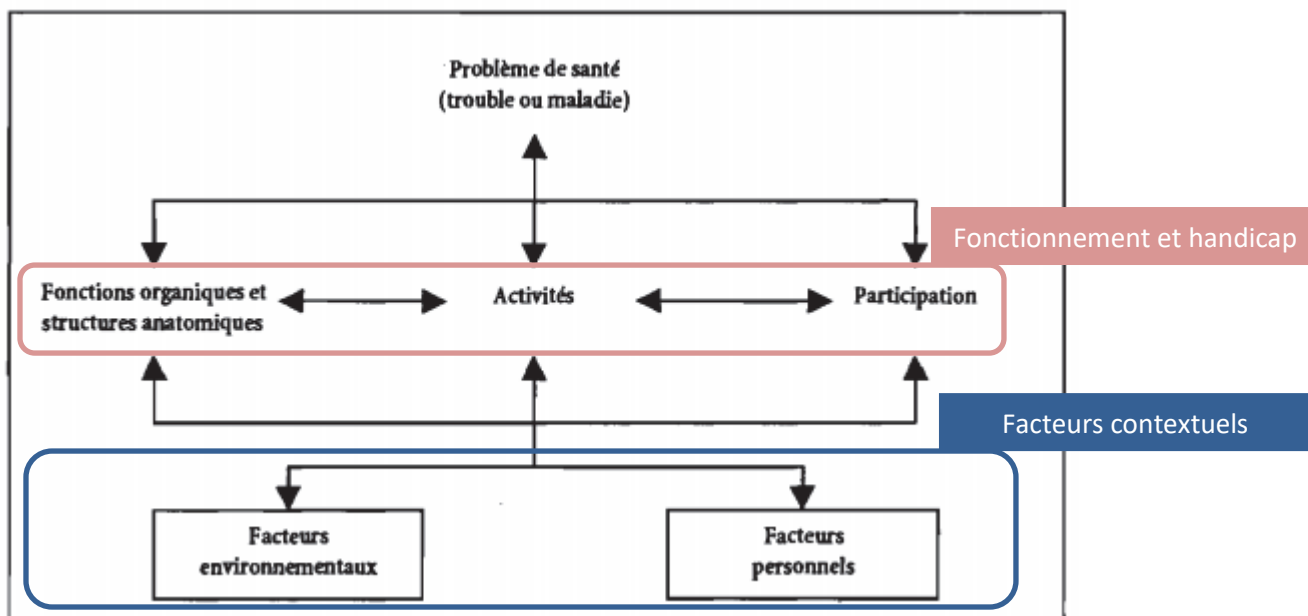 Problème de santé
(trouble ou maladie)
Fonctionnement et handicap
Fonctions organiques et
structures anatomiques
Activités
Participation
Facteurs contextuels
Facteurs
environnementaux
Facteurs
personnels